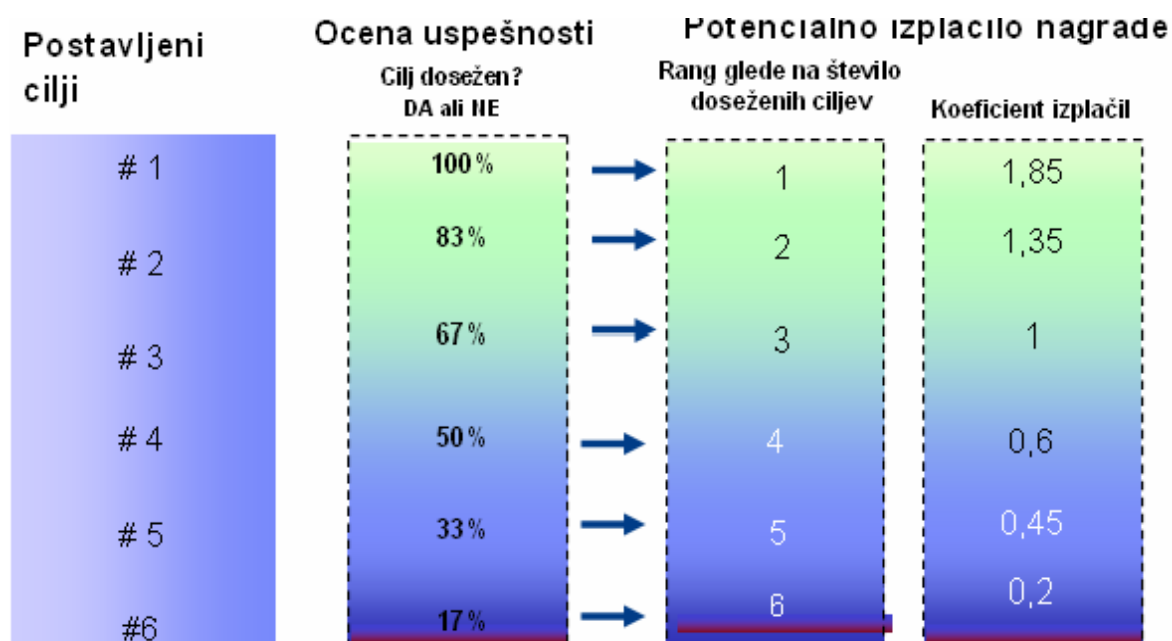 Postavljeni
cilji
Ocena uspešnosti
Cilj dosežen?
DA ali NE
Potencialno izplačilo nagrade
Rang glede na število
doseženih ciljev
Koeficient izplačil
# 1 100% 1 1,85
# 2 83% 2 1,35
# 3 67% 3 1
# 4 50% 4 0,6
# 5 33% 5 0,45
#6 17% 6 0,2